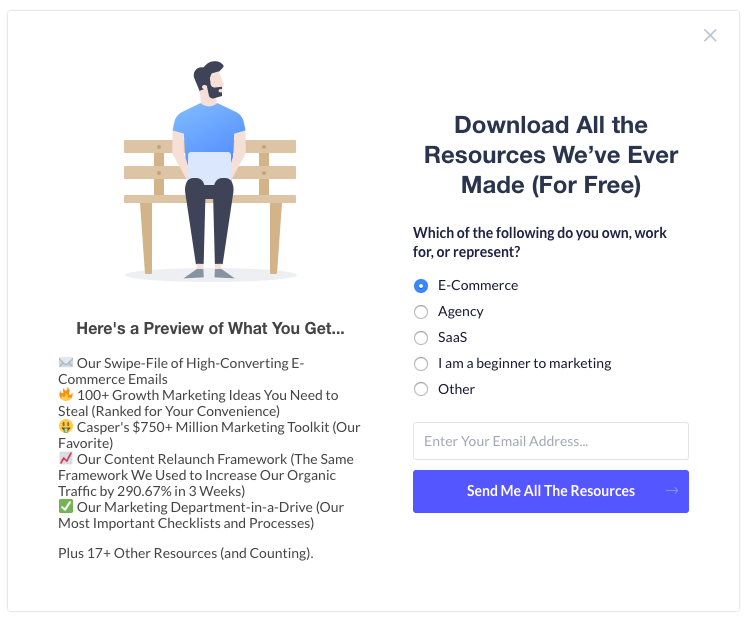 Download All the
Resources We’ve Ever
Made (For Free)
Which of the following do you own, work
for, or represent?
E-Commerce
Agency
SaaS
I am a beginner to marketing
Other
Enter Your Email Address...
Send Me All The Resources
Here's a Preview of What You Get...
Our Swipe-File of High-Converting E-
Commerce Emails
100+ Growth Marketing Ideas You Need to
Steal (Ranked for Your Convenience)
Casper's $750+ Million Marketing Toolkit (Our
Favorite)
Our Content Relaunch Framework (The Same
Framework We Used to Increase Our Organic
Traffic by 290.67% in 3 Weeks)
Our Marketing Department-in-a-Drive (Our
Most Important Checklists and Processes)
Plus 17+ Other Resources (and Counting).